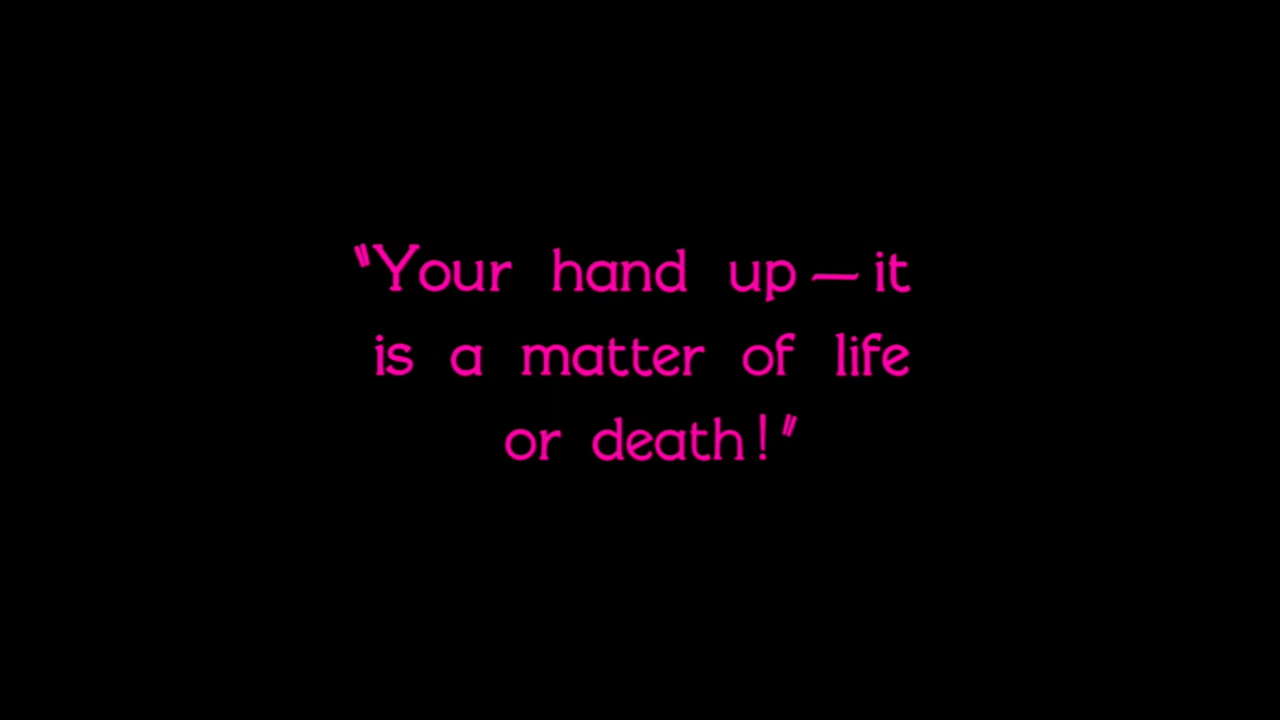 "Your hand up — it
is a matter of life
or death!"